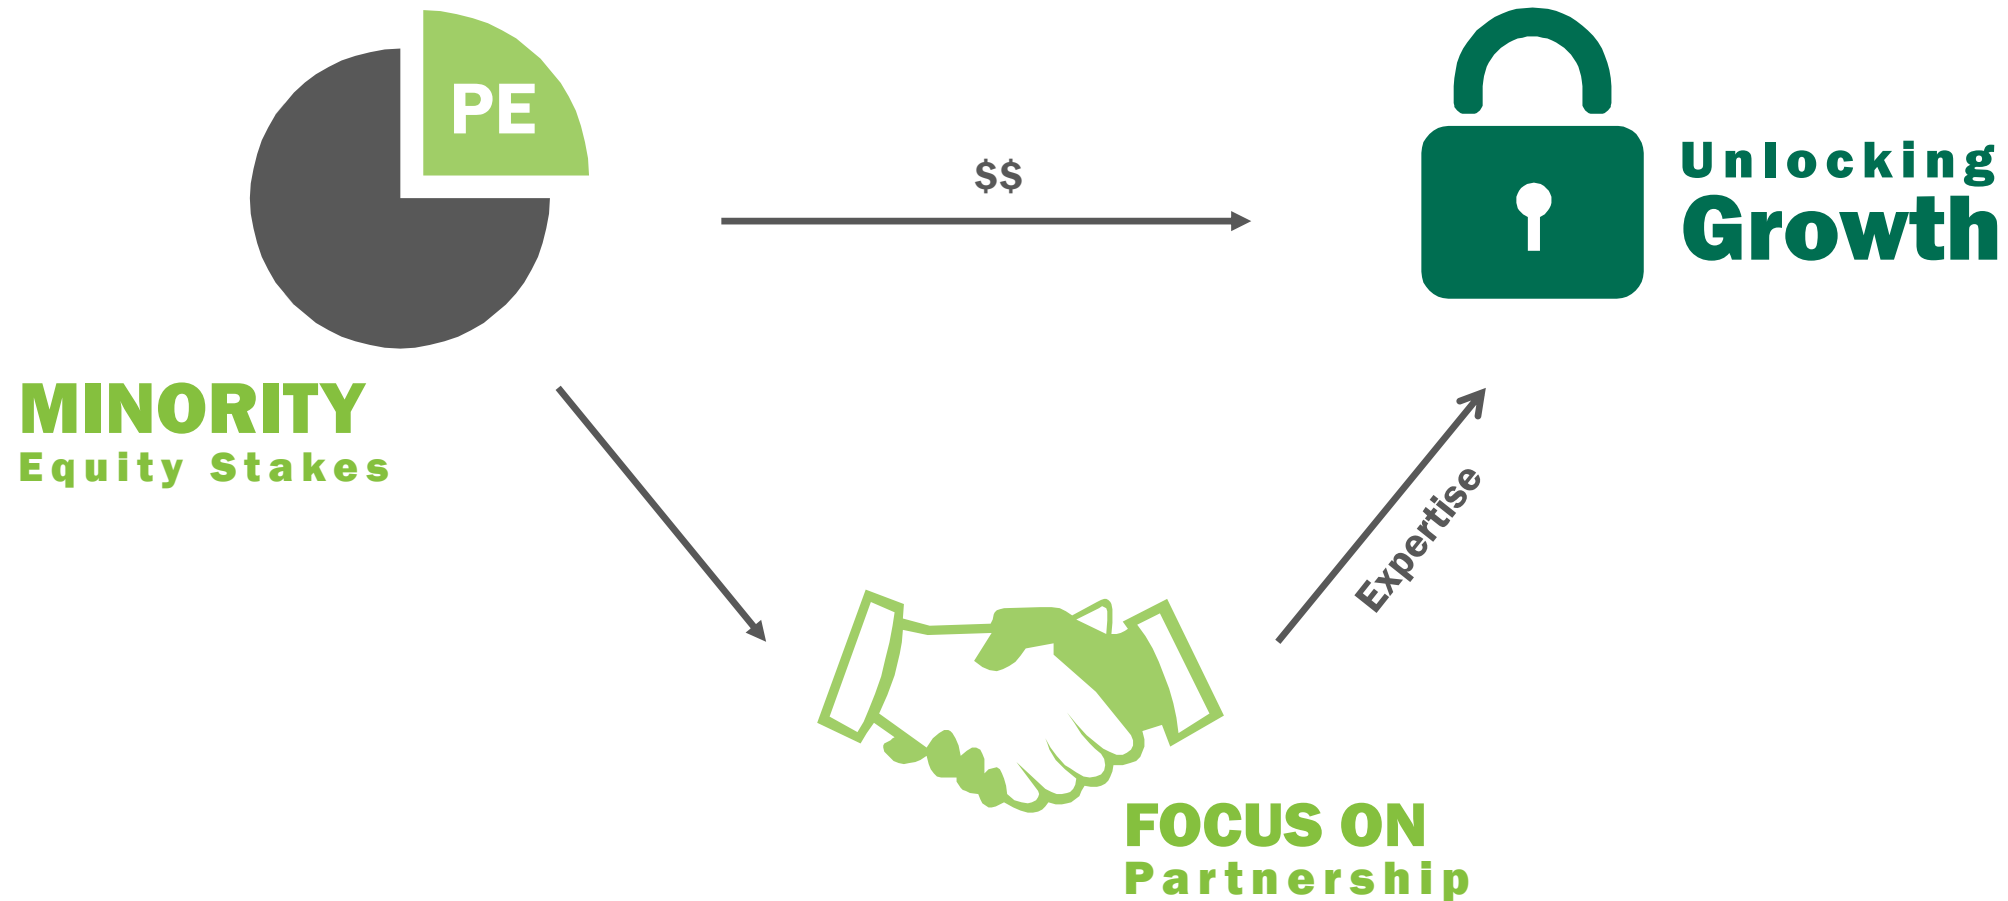 PE
$$
Unlocking
Growth
MINORITY
Equity Stakes
Expertise
FOCUS ON
Partnership